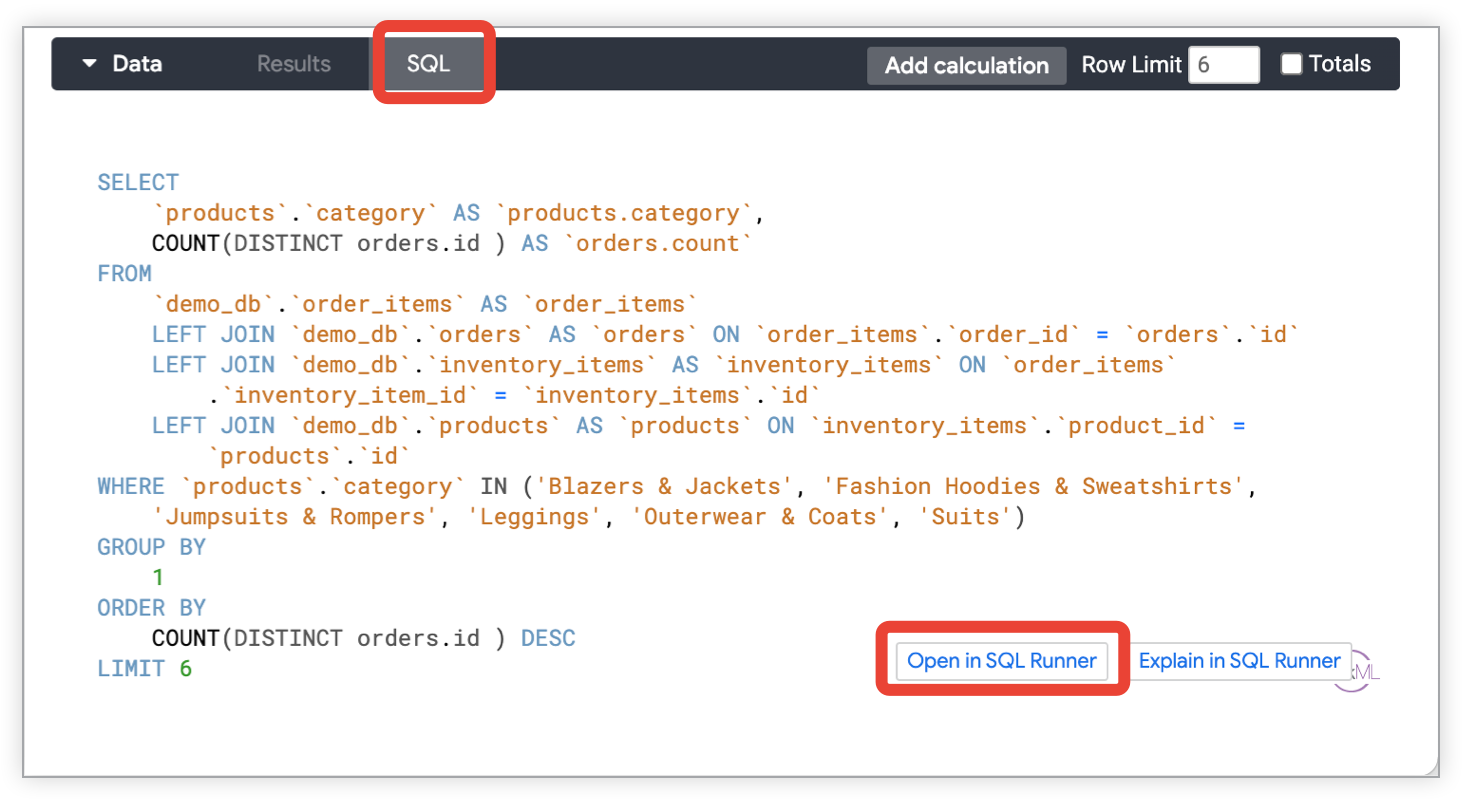 Data Results SQL Add calculation Row Limit 6 Totals
SELECT
`products`.`category` AS `products.category`,
COUNT(DISTINCT orders.id ) AS `orders.count`
FROM
`demo_db`.`order_items` AS `order_items`
LEFT JOIN `demo_db`.`orders` AS `orders` ON `order_items`.`order_id` = `orders`.`id`
LEFT JOIN `demo_db`.`inventory_items` AS `inventory_items` ON `order_items`
.`inventory_item_id` = `inventory_items`.`id`
LEFT JOIN `demo_db`.`products` AS `products` ON `inventory_items`.`product_id` =
`products`.`id`
WHERE `products`.`category` IN ('Blazers & Jackets', 'Fashion Hoodies & Sweatshirts',
'Jumpsuits & Rompers', 'Leggings', 'Outerwear & Coats', 'Suits')
GROUP BY
1
ORDER BY
COUNT(DISTINCT orders.id ) DESC
LIMIT 6
Open in SQL Runner Explain in SQL Runner